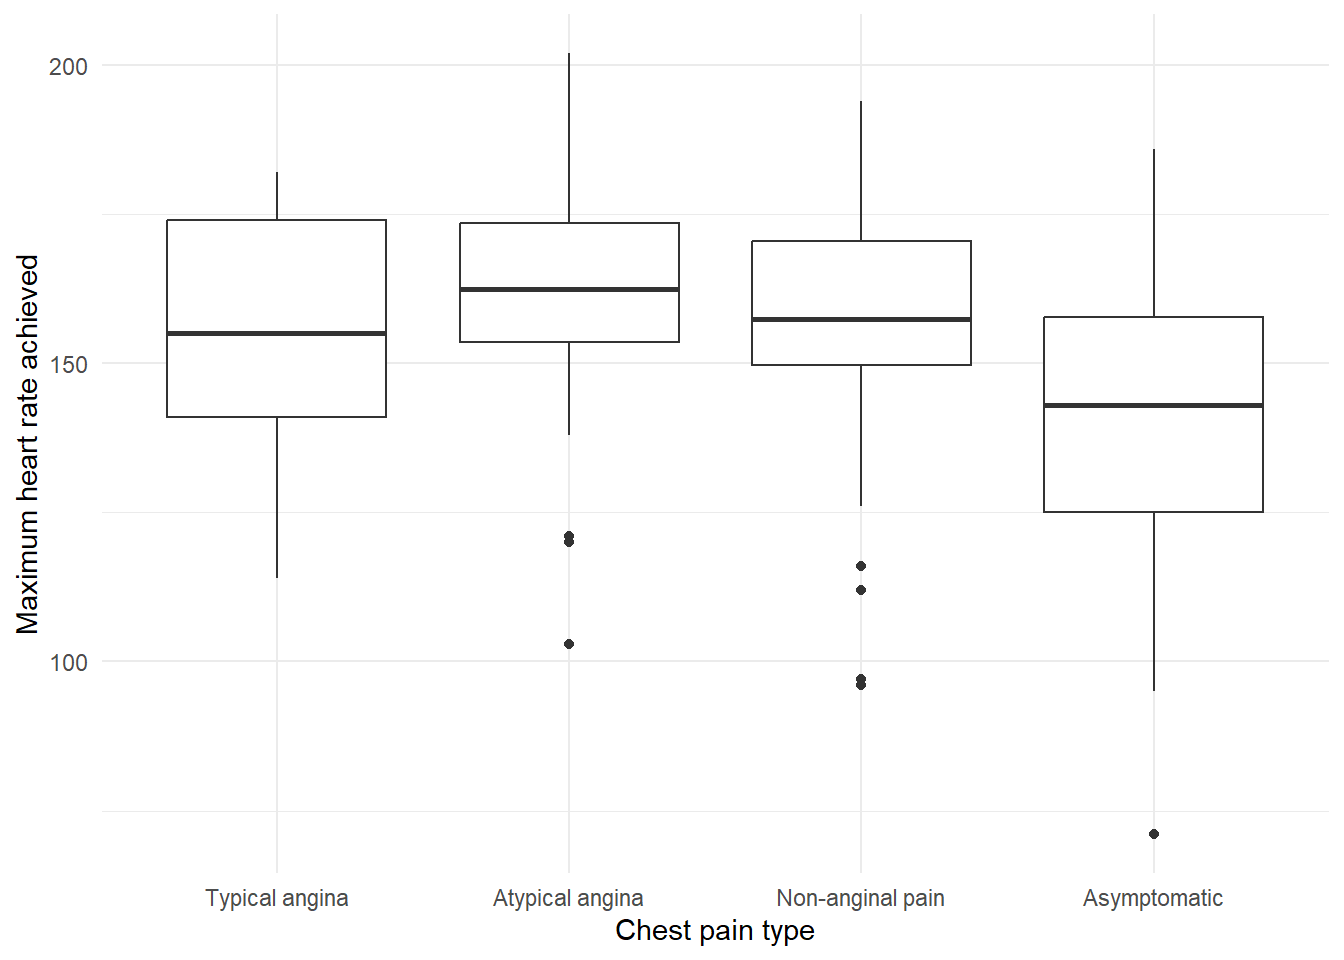 Maximum heart rate achieved
200
150
100
Typical angina
Atypical angina
Non-anginal pain
Asymptomatic
Chest pain type